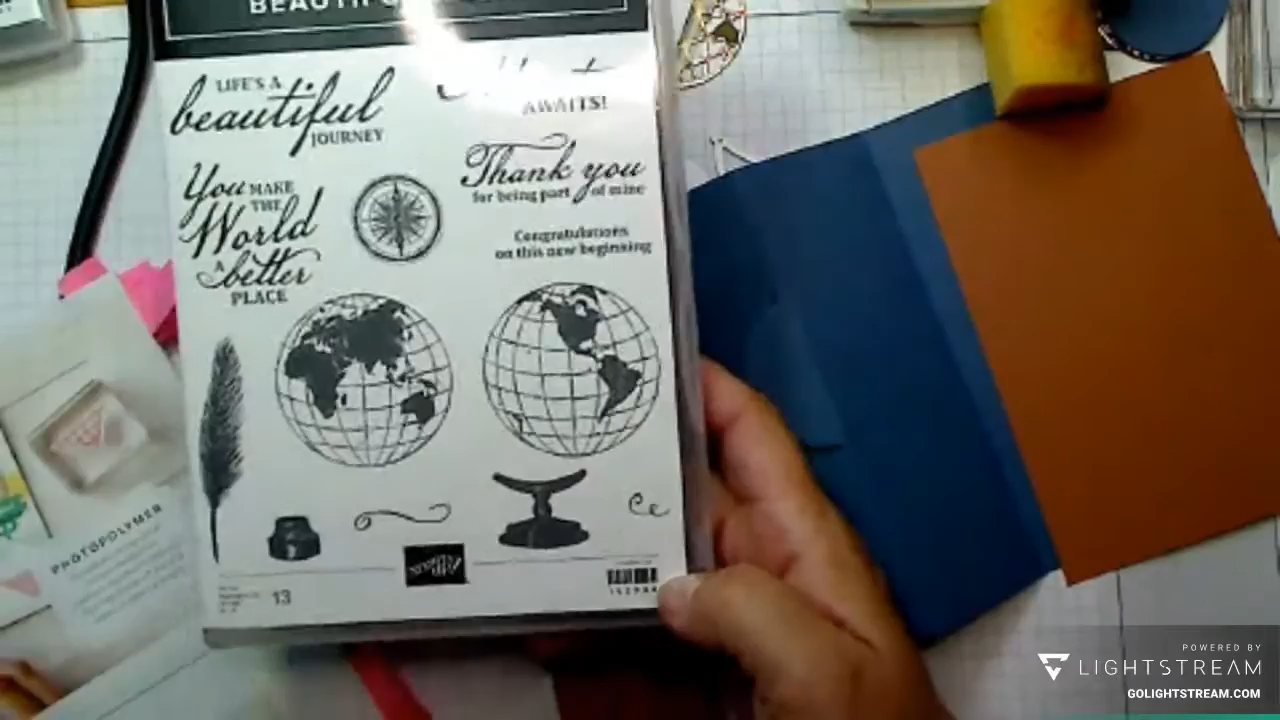 LIFE'S A
beautiful
JOURNEY
AWAITS!
You MAKE
THE
World
a better
PLACE
Thank you
for being part of mine
Congratulations
on this new beginning
13
PHOTOPOLYMER
POWERED BY
LIGHTSTREAM
GOLIGHTSTREAM.COM